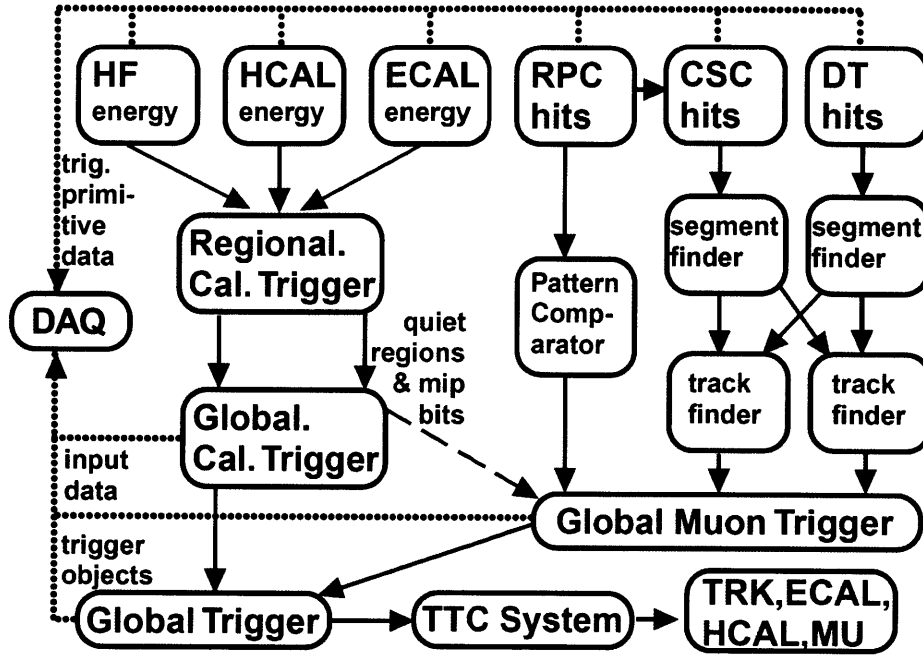 HF
energy
HCAL
energy
ECAL
energy
RPC
hits
CSC
hits
DT
hits
trig.
primi-
tive
data
Regional.
Cal. Trigger
segment
finder
segment
finder
Pattern
Comp-
arator
DAQ
quiet
regions
& mip
bits
track
finder
track
finder
Global.
Cal. Trigger
input
data
Global Muon Trigger
trigger
objects
Global Trigger
TTC System
TRK,ECAL,
HCAL,MU